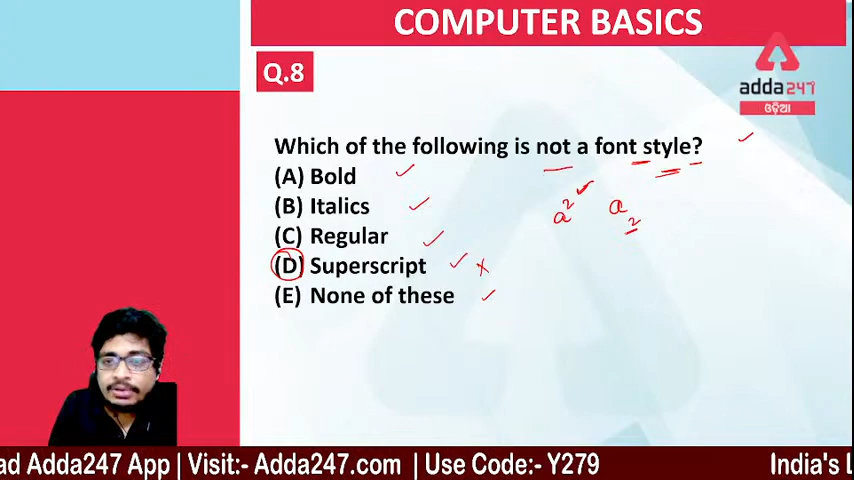 COMPUTER BASICS
Q.8
adda247
ଓଡ଼ିଆ
Which of the following is not a font style?
(A) Bold
(B) Italics
(C) Regular
(D) Superscript
(E) None of these
a² a₂
ad Adda247 App | Visit:- Adda247.com | Use Code:- Y279 India's L